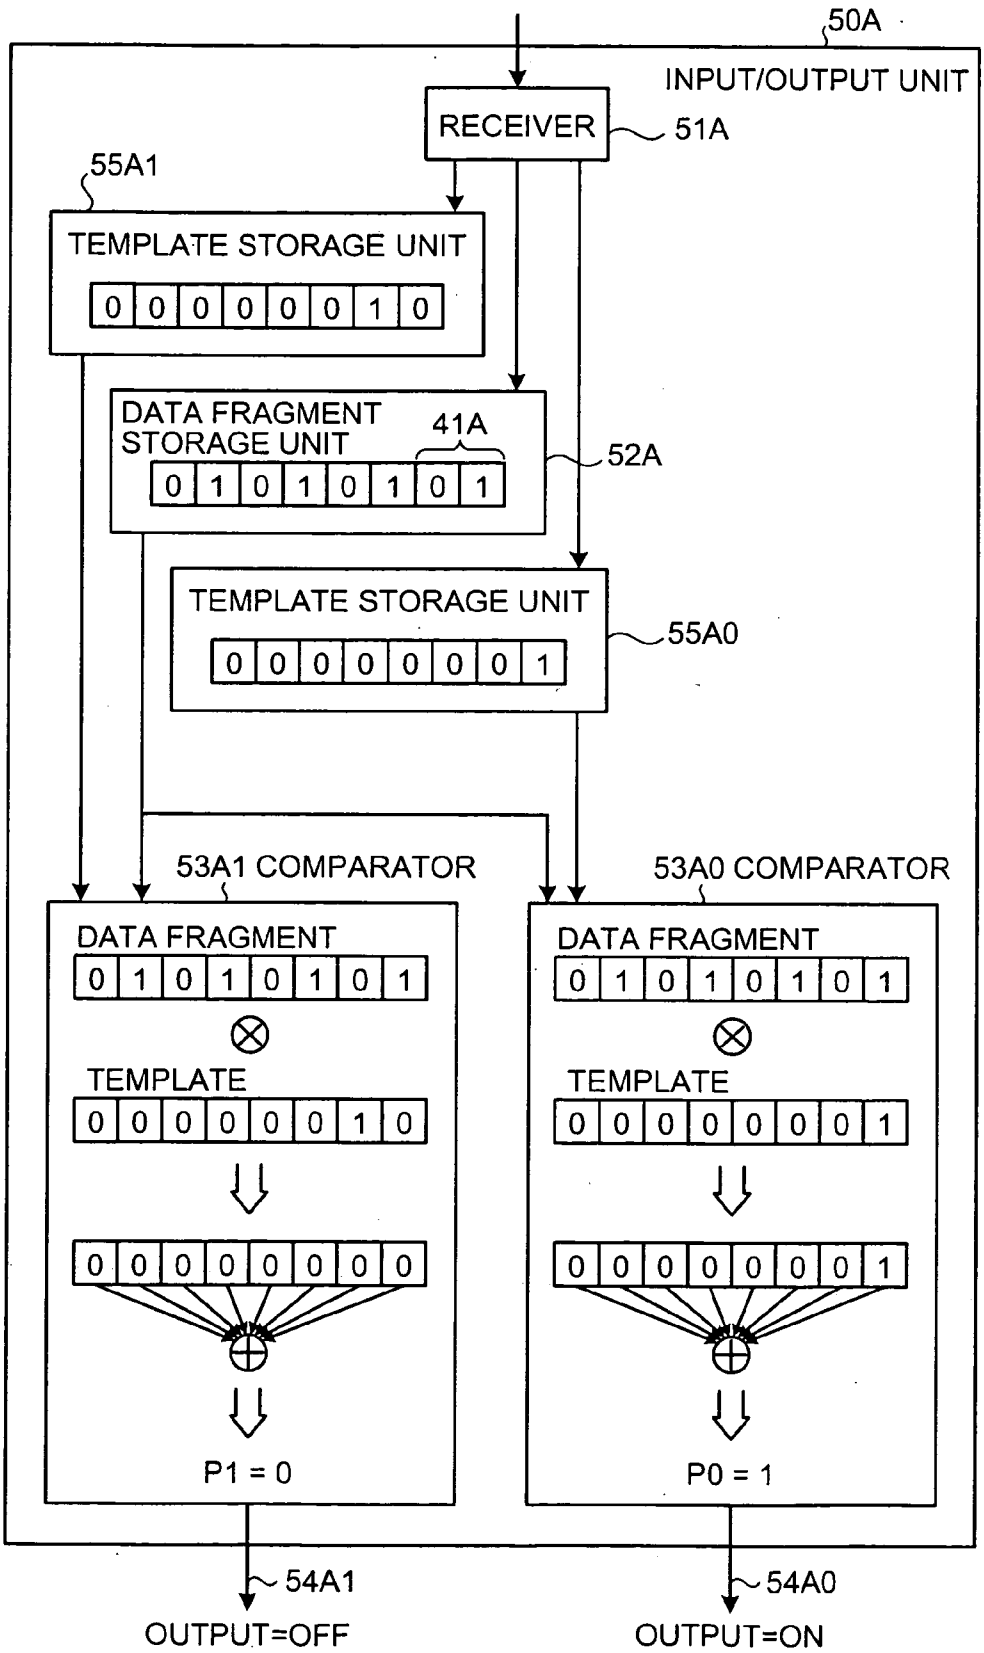 50A
INPUT/OUTPUT UNIT
RECEIVER
51A
55A1
TEMPLATE STORAGE UNIT
0 0 0 0 0 0 1 0
DATA FRAGMENT
STORAGE UNIT
41A
52A
0 1 0 1 0 1 0 1
TEMPLATE STORAGE UNIT
55A0
0 0 0 0 0 0 0 1
53A1 COMPARATOR
DATA FRAGMENT
0 1 0 1 0 1 0 1
TEMPLATE
0 0 0 0 0 0 1 0
0 0 0 0 0 0 0 0
P1 = 0
54A1
OUTPUT=OFF
53A0 COMPARATOR
DATA FRAGMENT
0 1 0 1 0 1 0 1
TEMPLATE
0 0 0 0 0 0 0 1
0 0 0 0 0 0 0 1
P0 = 1
54A0
OUTPUT=ON